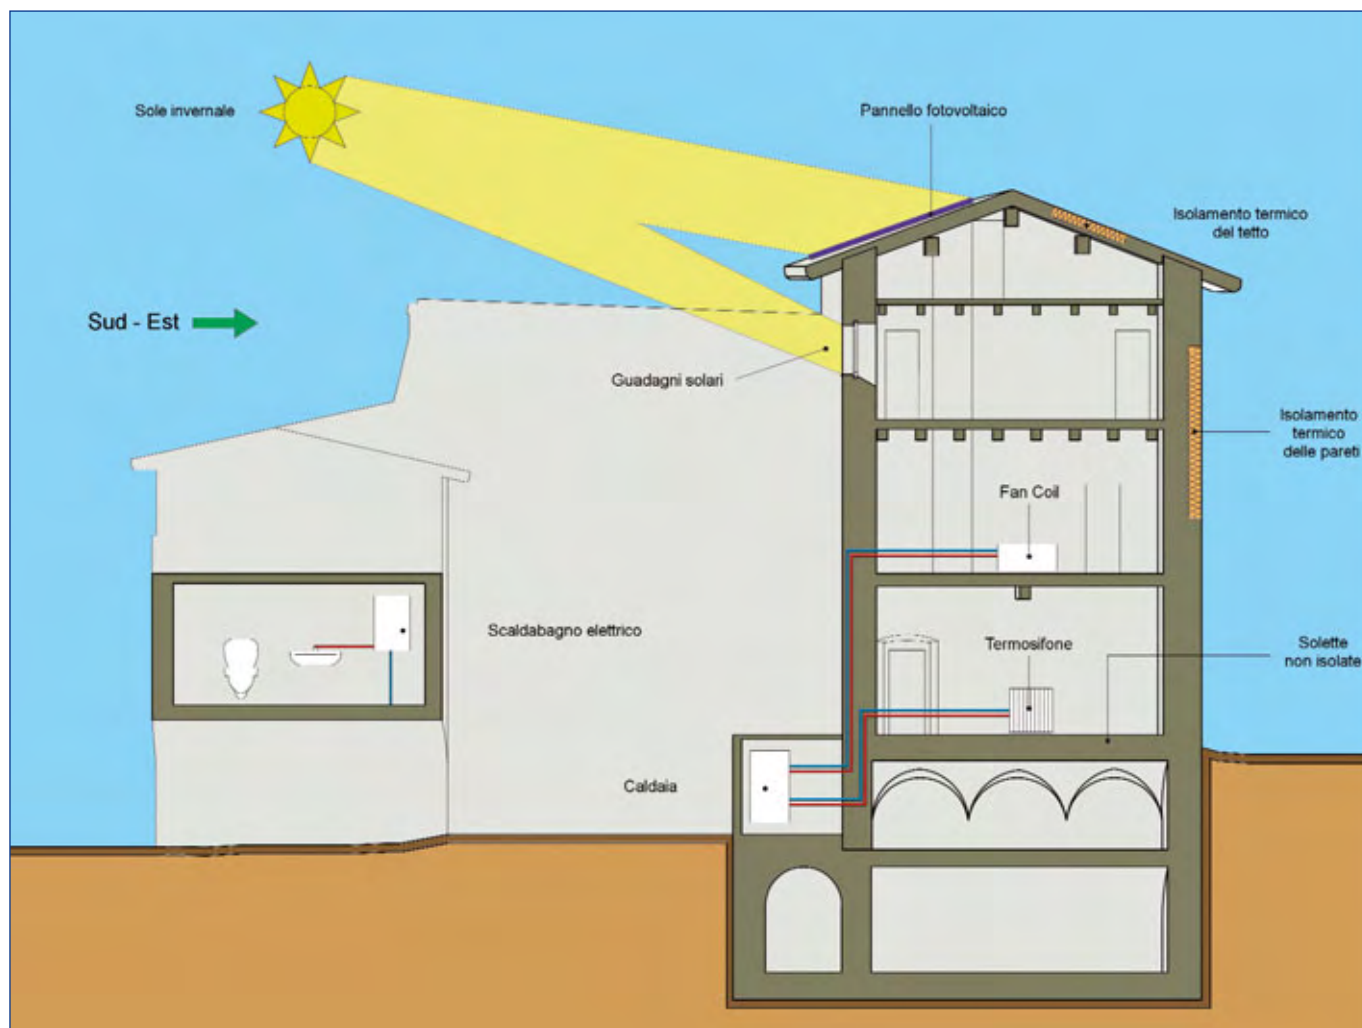 Sole invernale
Pannello fotovoltaico
Isolamento termico
del tetto
Sud - Est
Guadagni solari
Isolamento
termico
delle pareti
Fan Coil
Scaldabagno elettrico
Termosifone
Solette
non isolate
Caldaia